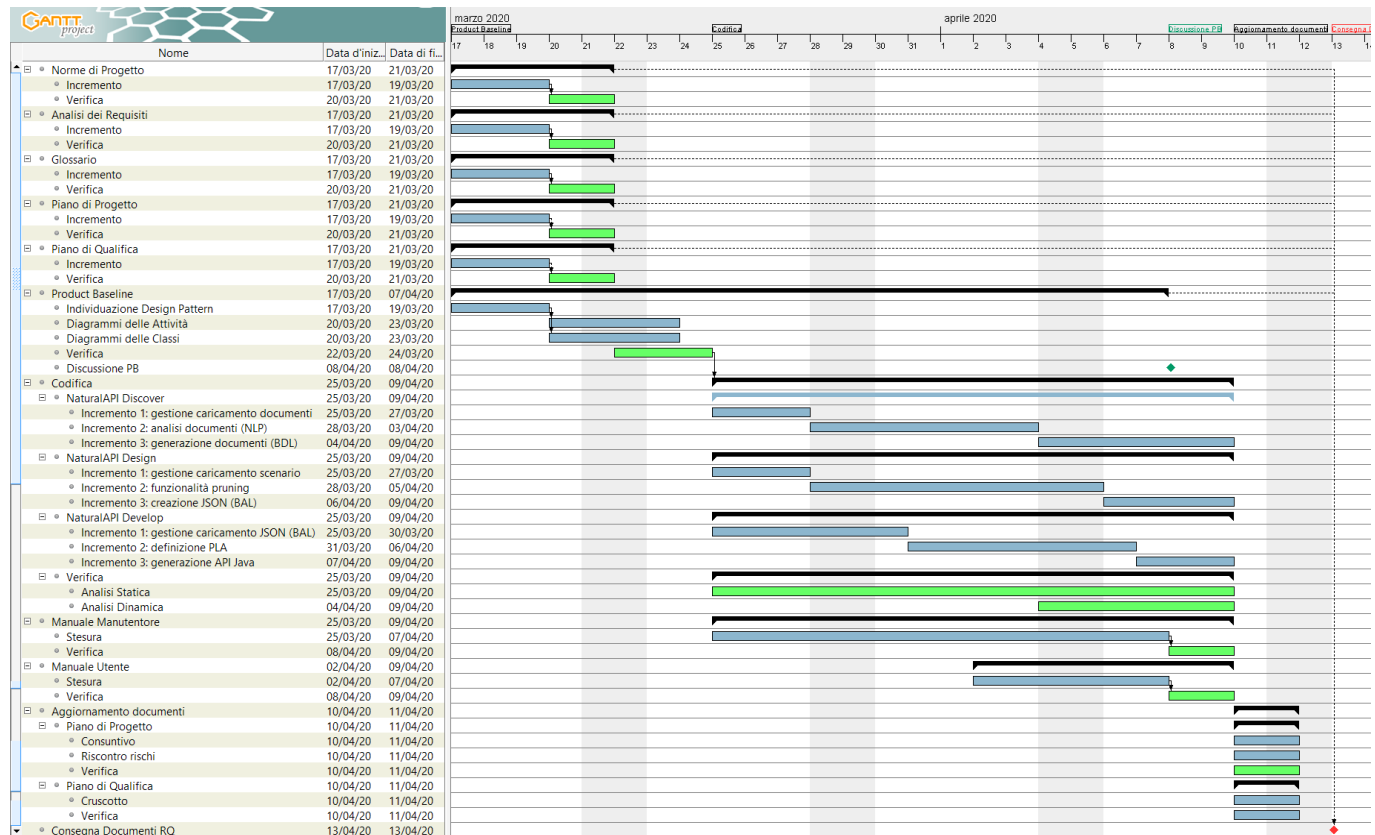 GANTT project
marzo 2020 aprile 2020
Product Baseline Codifica Discussione PB Aggiornamento documenti Consegna
Nome Data d'iniz... Data di fi...
17 18 19 20 21 22 23 24 25 26 27 28 29 30 31 1 2 3 4 5 6 7 8 9 10 11 12 13
Norme di Progetto 17/03/20 21/03/20
Incremento 17/03/20 19/03/20
Verifica 20/03/20 21/03/20
Analisi dei Requisiti 17/03/20 21/03/20
Incremento 17/03/20 19/03/20
Verifica 20/03/20 21/03/20
Glossario 17/03/20 21/03/20
Incremento 17/03/20 19/03/20
Verifica 20/03/20 21/03/20
Piano di Progetto 17/03/20 21/03/20
Incremento 17/03/20 19/03/20
Verifica 20/03/20 21/03/20
Piano di Qualifica 17/03/20 21/03/20
Incremento 17/03/20 19/03/20
Verifica 20/03/20 21/03/20
Product Baseline 17/03/20 07/04/20
Individuazione Design Pattern 17/03/20 19/03/20
Diagrammi delle Attività 20/03/20 23/03/20
Diagrammi delle Classi 20/03/20 23/03/20
Verifica 22/03/20 24/03/20
Discussione PB 08/04/20 08/04/20
Codifica 25/03/20 09/04/20
NaturalAPI Discover 25/03/20 09/04/20
Incremento 1: gestione caricamento documenti 25/03/20 27/03/20
Incremento 2: analisi documenti (NLP) 28/03/20 03/04/20
Incremento 3: generazione documenti (BDL) 04/04/20 09/04/20
NaturalAPI Design 25/03/20 09/04/20
Incremento 1: gestione caricamento scenario 25/03/20 27/03/20
Incremento 2: funzionalità pruning 28/03/20 05/04/20
Incremento 3: creazione JSON (BAL) 06/04/20 09/04/20
NaturalAPI Develop 25/03/20 09/04/20
Incremento 1: gestione caricamento JSON (BAL) 25/03/20 30/03/20
Incremento 2: definizione PLA 31/03/20 06/04/20
Incremento 3: generazione API Java 07/04/20 09/04/20
Verifica 25/03/20 09/04/20
Analisi Statica 25/03/20 09/04/20
Analisi Dinamica 04/04/20 09/04/20
Manuale Manutentore 25/03/20 09/04/20
Stesura 25/03/20 07/04/20
Verifica 08/04/20 09/04/20
Manuale Utente 02/04/20 09/04/20
Stesura 02/04/20 07/04/20
Verifica 08/04/20 09/04/20
Aggiornamento documenti 10/04/20 11/04/20
Piano di Progetto 10/04/20 11/04/20
Consuntivo 10/04/20 11/04/20
Riscontro rischi 10/04/20 11/04/20
Verifica 10/04/20 11/04/20
Piano di Qualifica 10/04/20 11/04/20
Cruscotto 10/04/20 11/04/20
Verifica 10/04/20 11/04/20
Consegna Documenti RQ 13/04/20 13/04/20